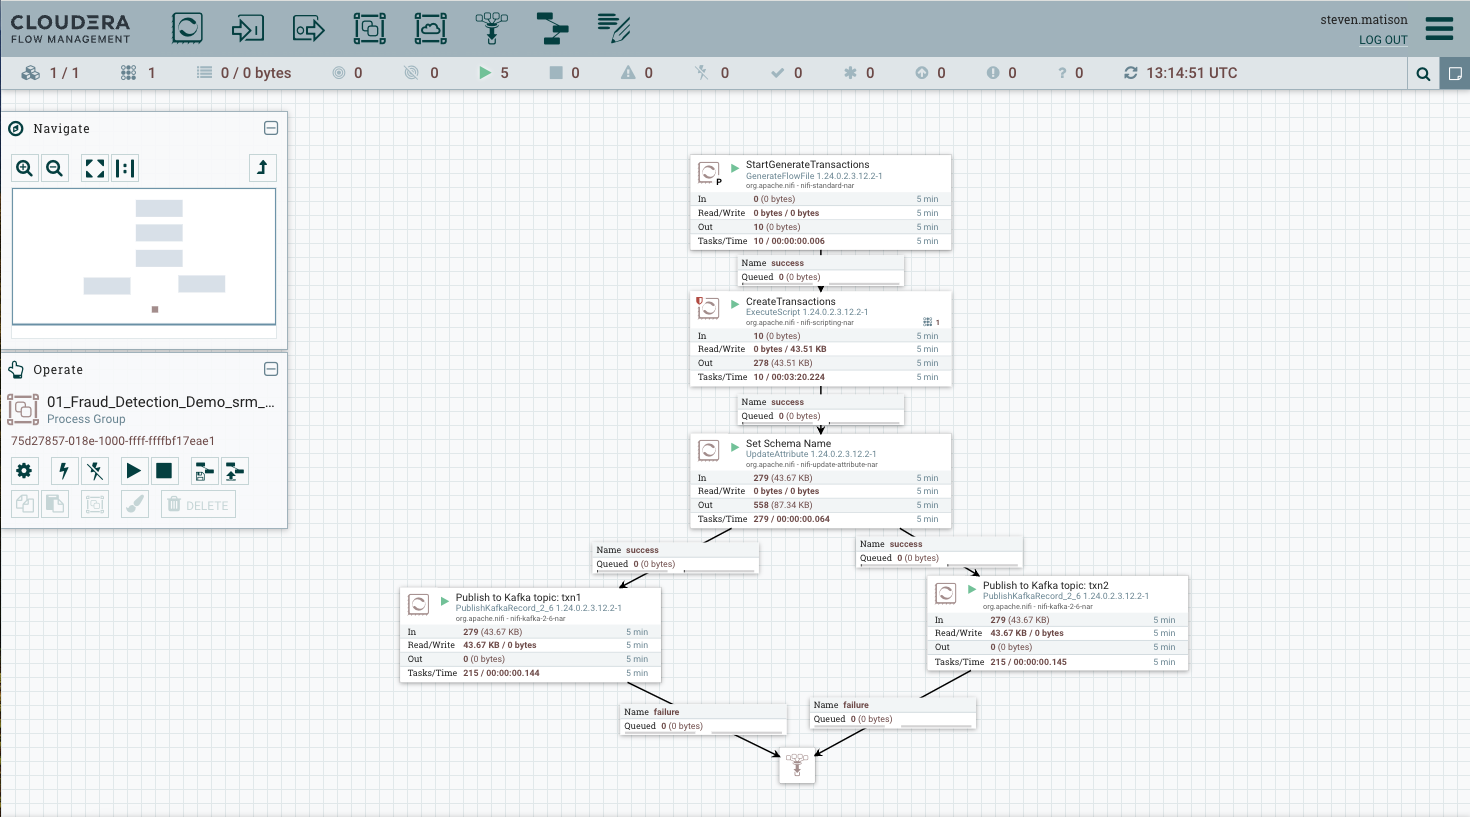 CLOUDERA
FLOW MANAGEMENT
steven.matison
LOG OUT
1 / 1
1
0 / 0 bytes
0
0
5
0
0
0
0
0
0
0
0
13:14:51 UTC
Navigate
Operate
01_Fraud_Detection_Demo_srm_...
Process Group
75d27857-018e-1000-ffff-ffffbf17eae1
DELETE
StartGenerateTransactions
GenerateFlowFile 1.24.0.2.3.12.2-1
org.apache.nifi - nifi-standard-nar
P
In 0 (0 bytes) 5 min
Read/Write 0 bytes / 0 bytes 5 min
Out 10 (0 bytes) 5 min
Tasks/Time 10 / 00:00:00.006 5 min
Name success
Queued 0 (0 bytes)
CreateTransactions
ExecuteScript 1.24.0.2.3.12.2-1
org.apache.nifi - nifi-scripting-nar
1
In 10 (0 bytes) 5 min
Read/Write 0 bytes / 43.51 KB 5 min
Out 278 (43.51 KB) 5 min
Tasks/Time 10 / 00:03:20.224 5 min
Name success
Queued 0 (0 bytes)
Set Schema Name
UpdateAttribute 1.24.0.2.3.12.2-1
org.apache.nifi - nifi-update-attribute-nar
In 279 (43.67 KB) 5 min
Read/Write 0 bytes / 0 bytes 5 min
Out 558 (87.34 KB) 5 min
Tasks/Time 279 / 00:00:00.064 5 min
Name success
Queued 0 (0 bytes)
Name success
Queued 0 (0 bytes)
Publish to Kafka topic: txn1
PublishKafkaRecord_2_6 1.24.0.2.3.12.2-1
org.apache.nifi - nifi-kafka-2-6-nar
In 279 (43.67 KB) 5 min
Read/Write 43.67 KB / 0 bytes 5 min
Out 0 (0 bytes) 5 min
Tasks/Time 215 / 00:00:00.144 5 min
Publish to Kafka topic: txn2
PublishKafkaRecord_2_6 1.24.0.2.3.12.2-1
org.apache.nifi - nifi-kafka-2-6-nar
In 279 (43.67 KB) 5 min
Read/Write 43.67 KB / 0 bytes 5 min
Out 0 (0 bytes) 5 min
Tasks/Time 215 / 00:00:00.145 5 min
Name failure
Queued 0 (0 bytes)
Name failure
Queued 0 (0 bytes)